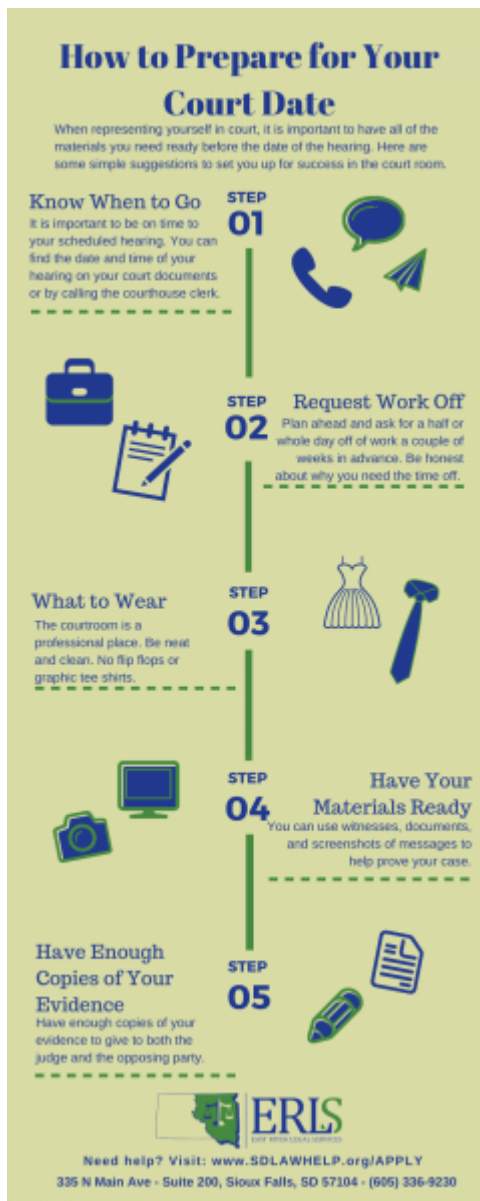 How to Prepare for Your
Court Date
When representing yourself in court, it is important to have all of the
materials you need ready before the date of the hearing. Here are
some simple suggestions to set you up for success in the court room.
Know When to Go
It is important to be on time to
your scheduled hearing. You can
find the date and time of your
hearing on your court documents
or by calling the courthouse clerk.
STEP
01
STEP
02
Request Work Off
Plan ahead and ask for a half or
whole day off of work a couple of
weeks in advance. Be honest
about why you need the time off.
What to Wear
The courtroom is a
professional place. Be neat
and clean. No flip flops or
graphic tee shirts.
STEP
03
STEP
04
Have Your
Materials Ready
You can use witnesses, documents,
and screenshots of messages to
help prove your case.
Have Enough
Copies of Your
Evidence
Have enough copies of your
evidence to give to both the
judge and the opposing party.
STEP
05
ERLS
EAST RIVER LEGAL SERVICES
Need help? Visit: www.SDLAWHELP.org/APPLY
335 N Main Ave - Suite 200, Sioux Falls, SD 57104 - (605) 336-9230